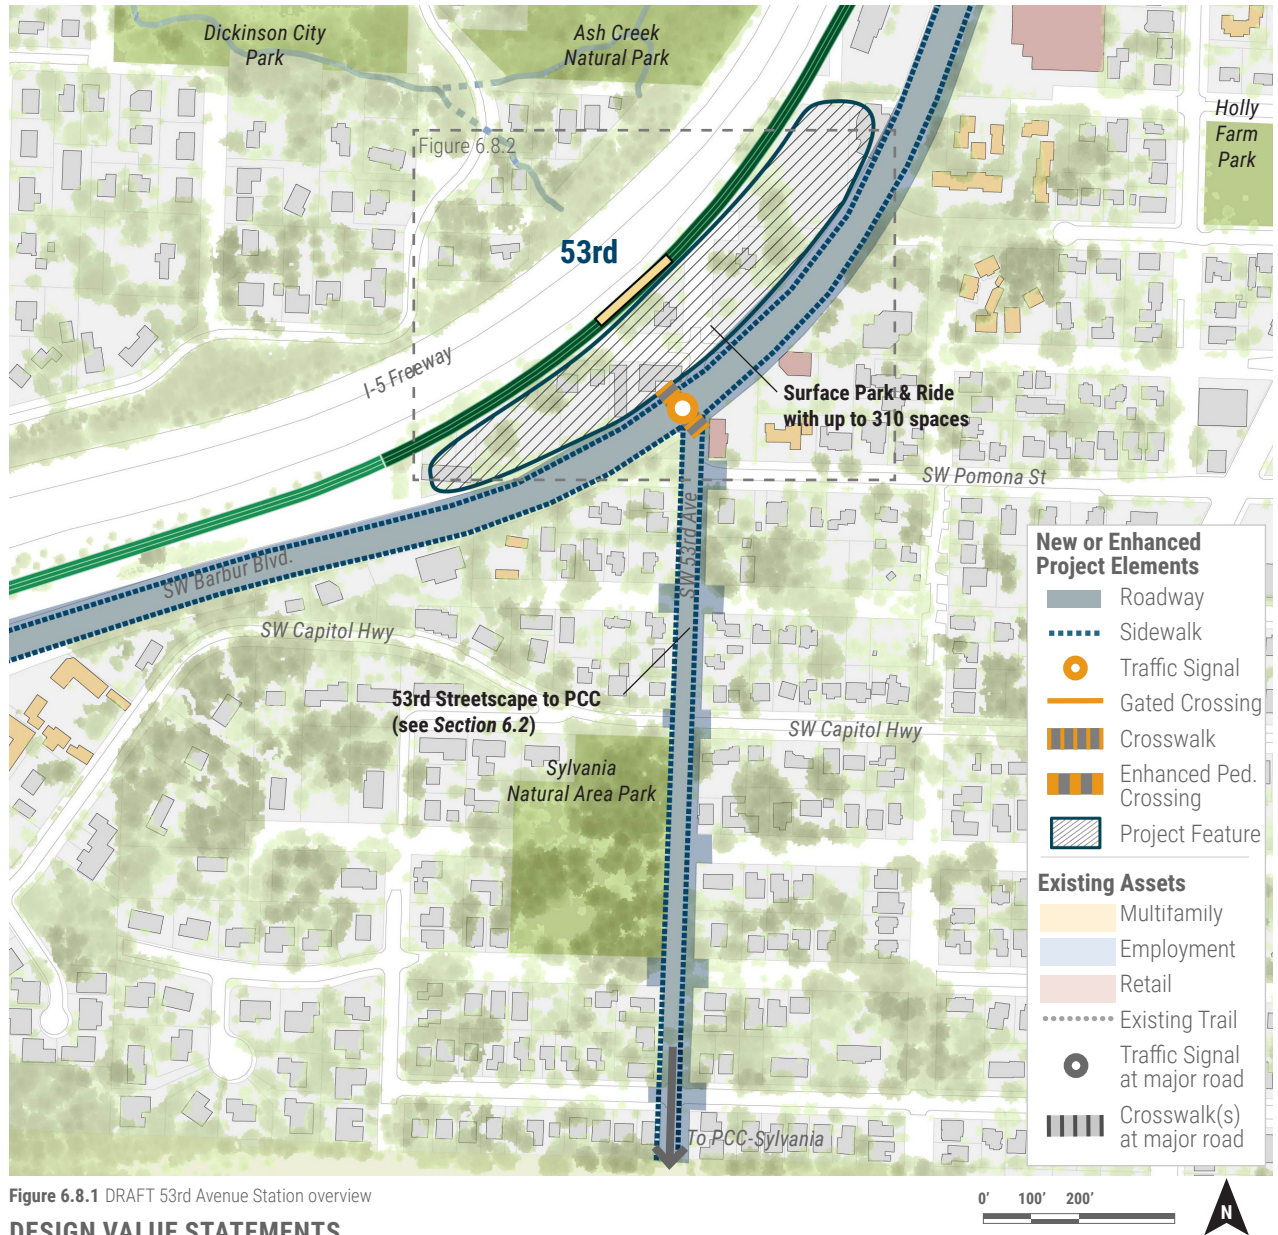 Dickinson City
Park
Ash Creek
Natural Park
Holly
Farm
Park
Figure 6.8.2
53rd
I-5 Freeway
Surface Park & Ride
with up to 310 spaces
SW Pomona St
SW 53rd Ave
SW Barbur Blvd.
SW Capitol Hwy
53rd Streetscape to PCC
(see Section 6.2)
SW Capitol Hwy
Sylvania
Natural Area Park
To PCC-Sylvania
New or Enhanced
Project Elements
Roadway
Sidewalk
Traffic Signal
Gated Crossing
Crosswalk
Enhanced Ped.
Crossing
Project Feature
Existing Assets
Multifamily
Employment
Retail
Existing Trail
Traffic Signal
at major road
Crosswalk(s)
at major road
Figure 6.8.1 DRAFT 53rd Avenue Station overview
0' 100' 200'
N
DESIGN VALUE STATEMENTS